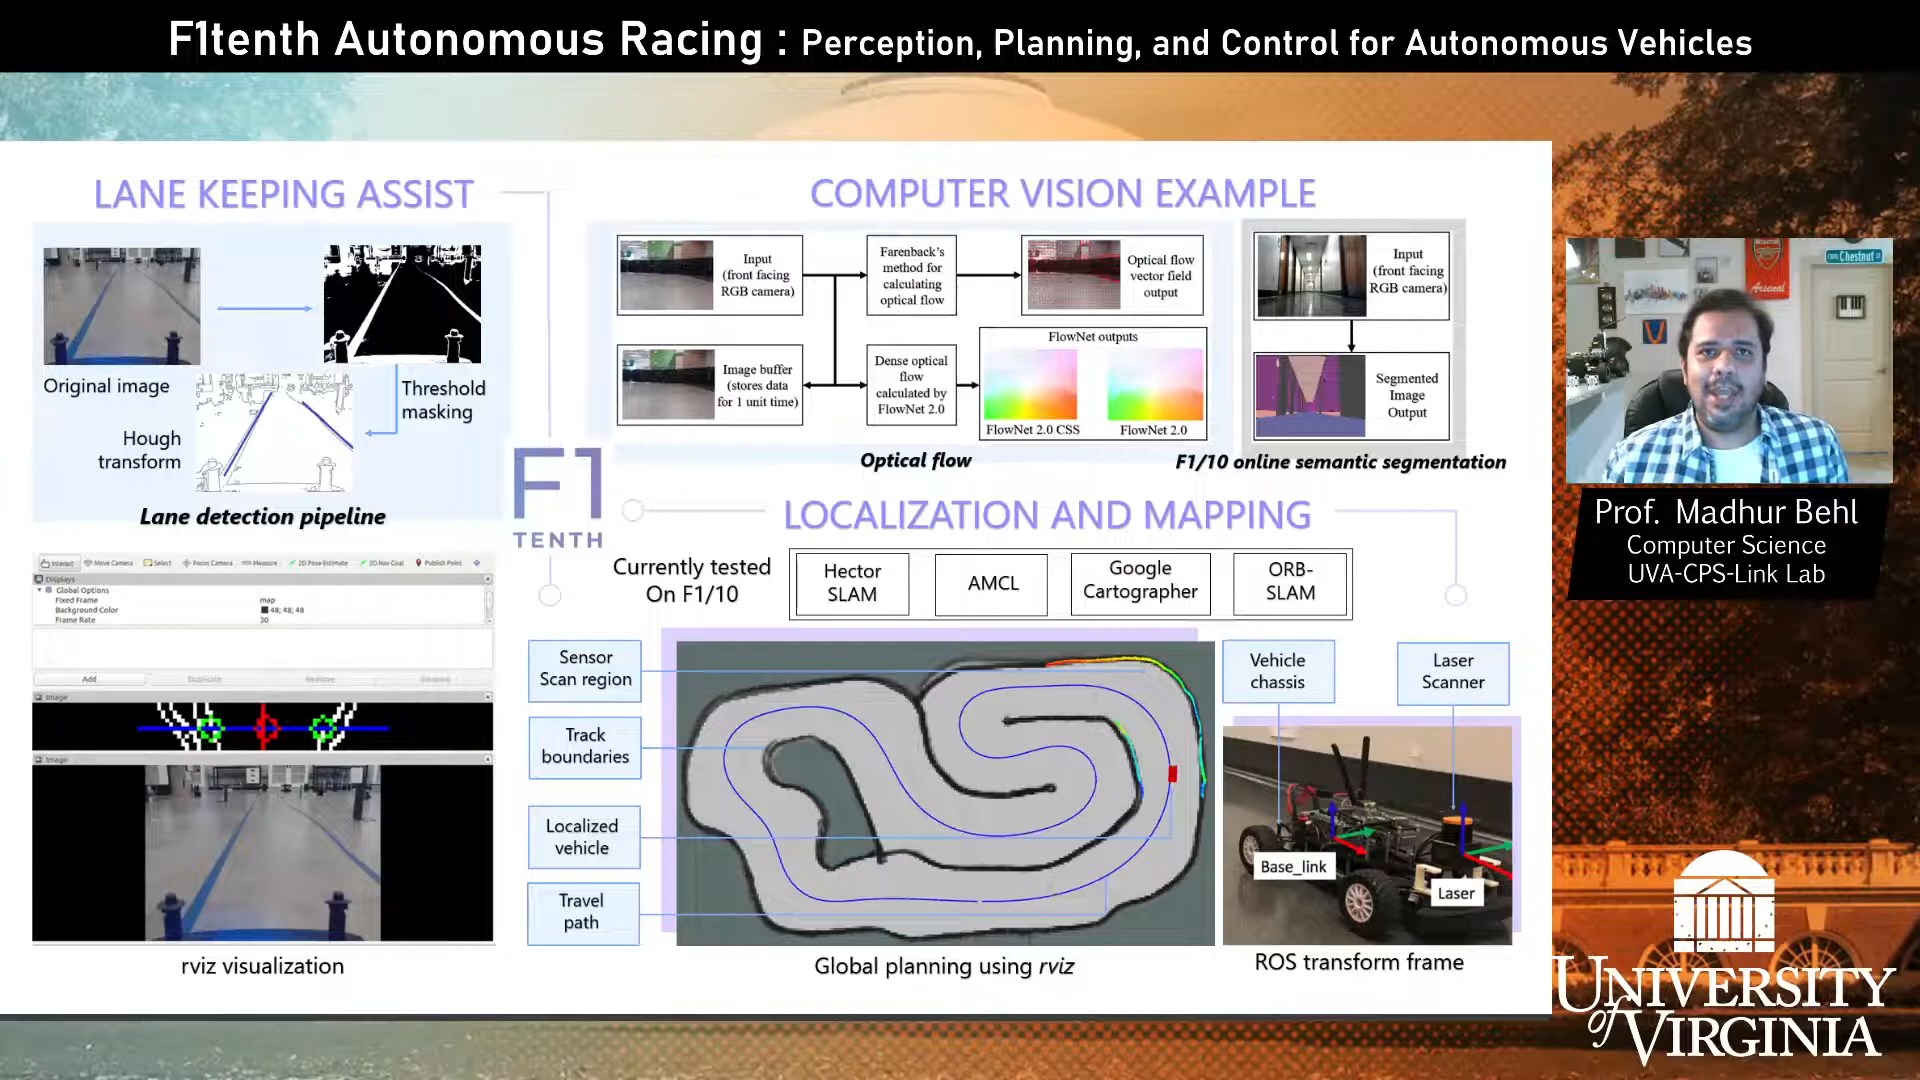 F1tenth Autonomous Racing : Perception, Planning, and Control for Autonomous Vehicles
LANE KEEPING ASSIST
Original image
Threshold
masking
Hough
transform
Lane detection pipeline
Interact
Move Camera
Select
Focus Camera
Measure
2D Pose Estimate
2D Nav Goal
Publish Point
Displays
Global Options
Fixed Frame
map
Background Color
48; 48; 48
Frame Rate
30
Add
Duplicate
Remove
Rename
Image
Image
rviz visualization
F1
TENTH
COMPUTER VISION EXAMPLE
Input
(front facing
RGB camera)
Farenback's
method for
calculating
optical flow
Optical flow
vector field
output
Image buffer
(stores data
for 1 unit time)
Dense optical
flow
calculated by
FlowNet 2.0
FlowNet outputs
FlowNet 2.0 CSS
FlowNet 2.0
Optical flow
Input
(front facing
RGB camera)
Segmented
Image
Output
F1/10 online semantic segmentation
LOCALIZATION AND MAPPING
Currently tested
On F1/10
Hector
SLAM
AMCL
Google
Cartographer
ORB-
SLAM
Sensor
Scan region
Track
boundaries
Localized
vehicle
Travel
path
Global planning using rviz
Vehicle
chassis
Laser
Scanner
Base_link
Laser
ROS transform frame
Arsenal
Chestnut St
Prof. Madhur Behl
Computer Science
UVA-CPS-Link Lab
UNIVERSITY
of VIRGINIA